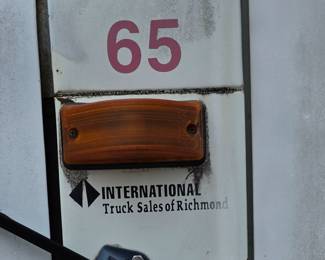 65
INTERNATIONAL
Truck Sales of Richmond